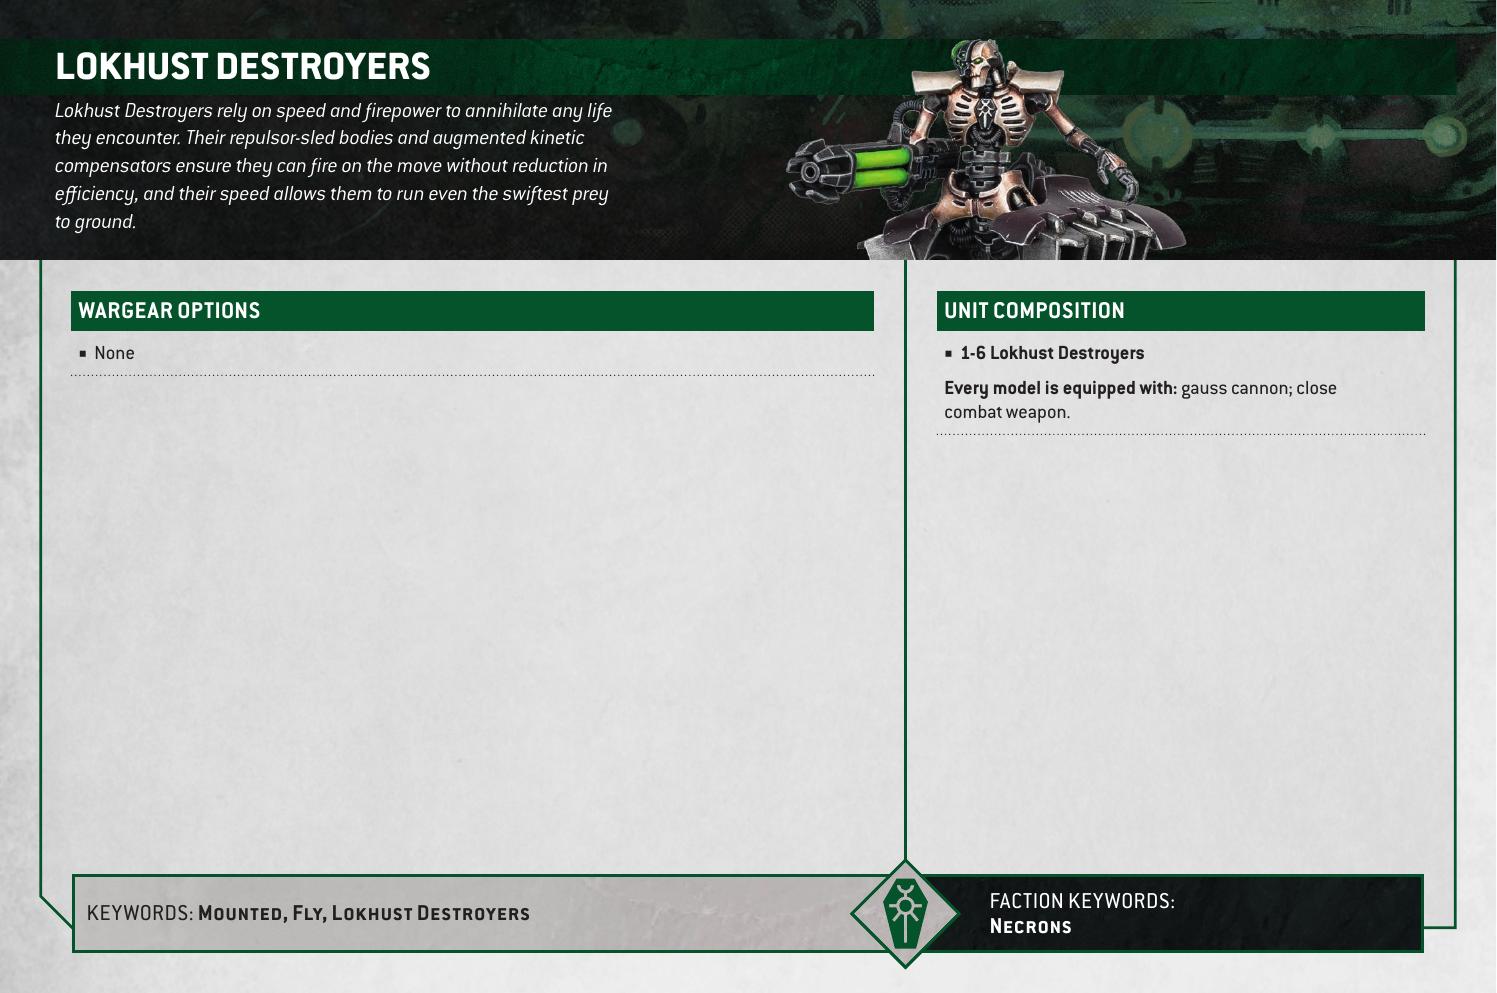 LOKHUST DESTROYERS
Lokhust Destroyers rely on speed and firepower to annihilate any life
they encounter. Their repulsor-sled bodies and augmented kinetic
compensators ensure they can fire on the move without reduction in
efficiency, and their speed allows them to run even the swiftest prey
to ground.
WARGEAR OPTIONS
▪ None
UNIT COMPOSITION
▪ 1-6 Lokhust Destroyers
Every model is equipped with: gauss cannon; close
combat weapon.
KEYWORDS: Mounted, Fly, Lokhust Destroyers
FACTION KEYWORDS:
Necrons